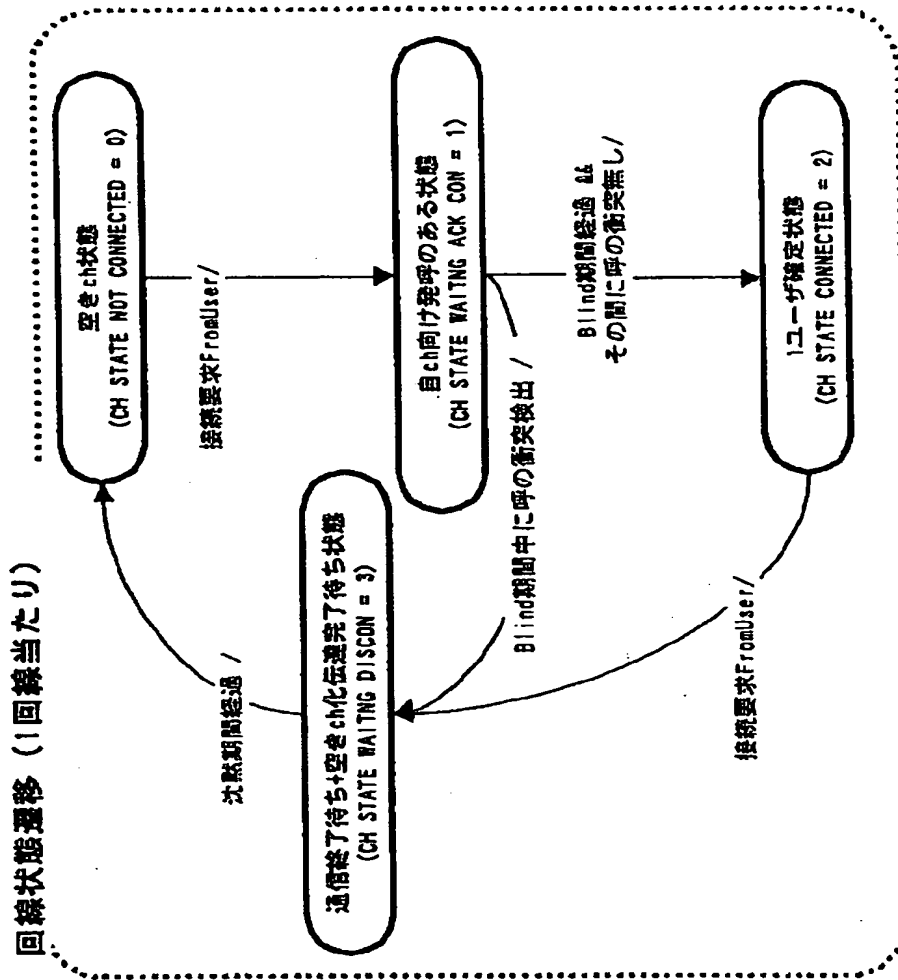 回線状態遷移 (1回線当たり)
空きch状態
(CH STATE NOT CONNECTED = 0)
接続要求FromUser/
沈黙期間経過 /
自ch向け発呼のある状態
(CH STATE WAITNG ACK CON = 1)
通信終了待ち+空きch化伝達完了待ち状態
(CH STATE WAITNG DISCON = 3)
Blind期間中に呼の衝突検出 /
Blind期間経過 &&
その間に呼の衝突無し/
接続要求FromUser/
1ユーザ確定状態
(CH STATE CONNECTED = 2)